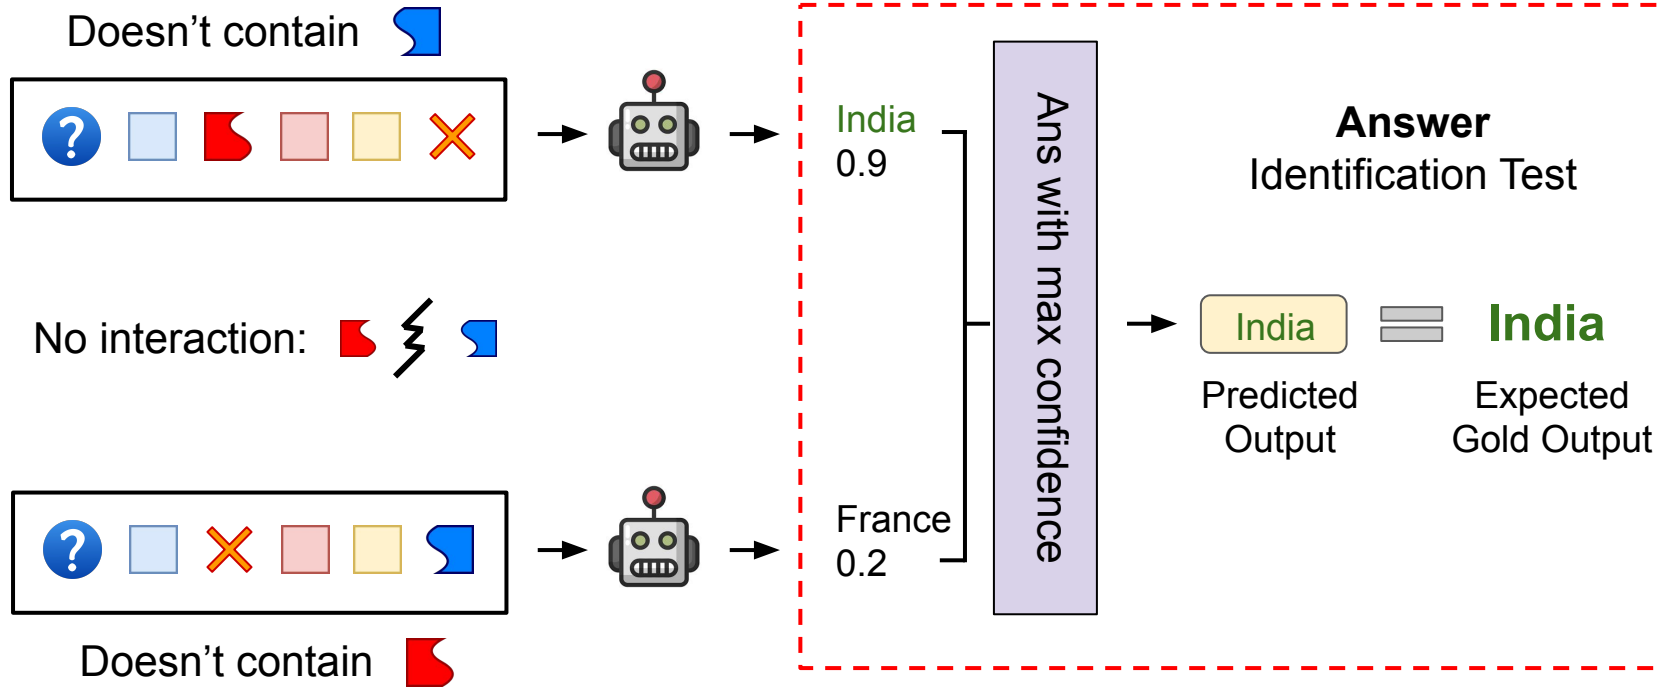 Doesn't contain
?
India
0.9
Ans with max confidence
Answer
Identification Test
No interaction:
India
India
Predicted
Output
Expected
Gold Output
?
France
0.2
Doesn't contain